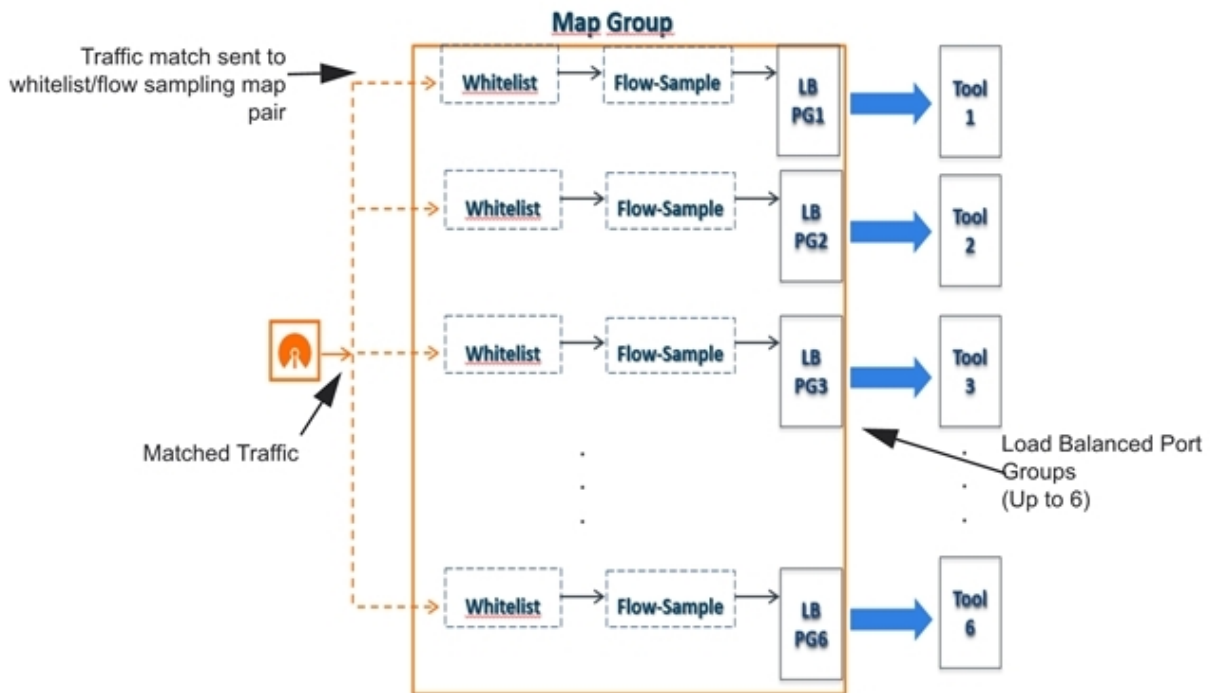 Map Group
Traffic match sent to
whitelist/flow sampling map
pair
Whitelist
Flow-Sample
LB
PG1
Tool
1
Whitelist
Flow-Sample
LB
PG2
Tool
2
Whitelist
Flow-Sample
LB
PG3
Tool
3
Matched Traffic
Load Balanced Port
Groups
(Up to 6)
Whitelist
Flow-Sample
LB
PG6
Tool
6